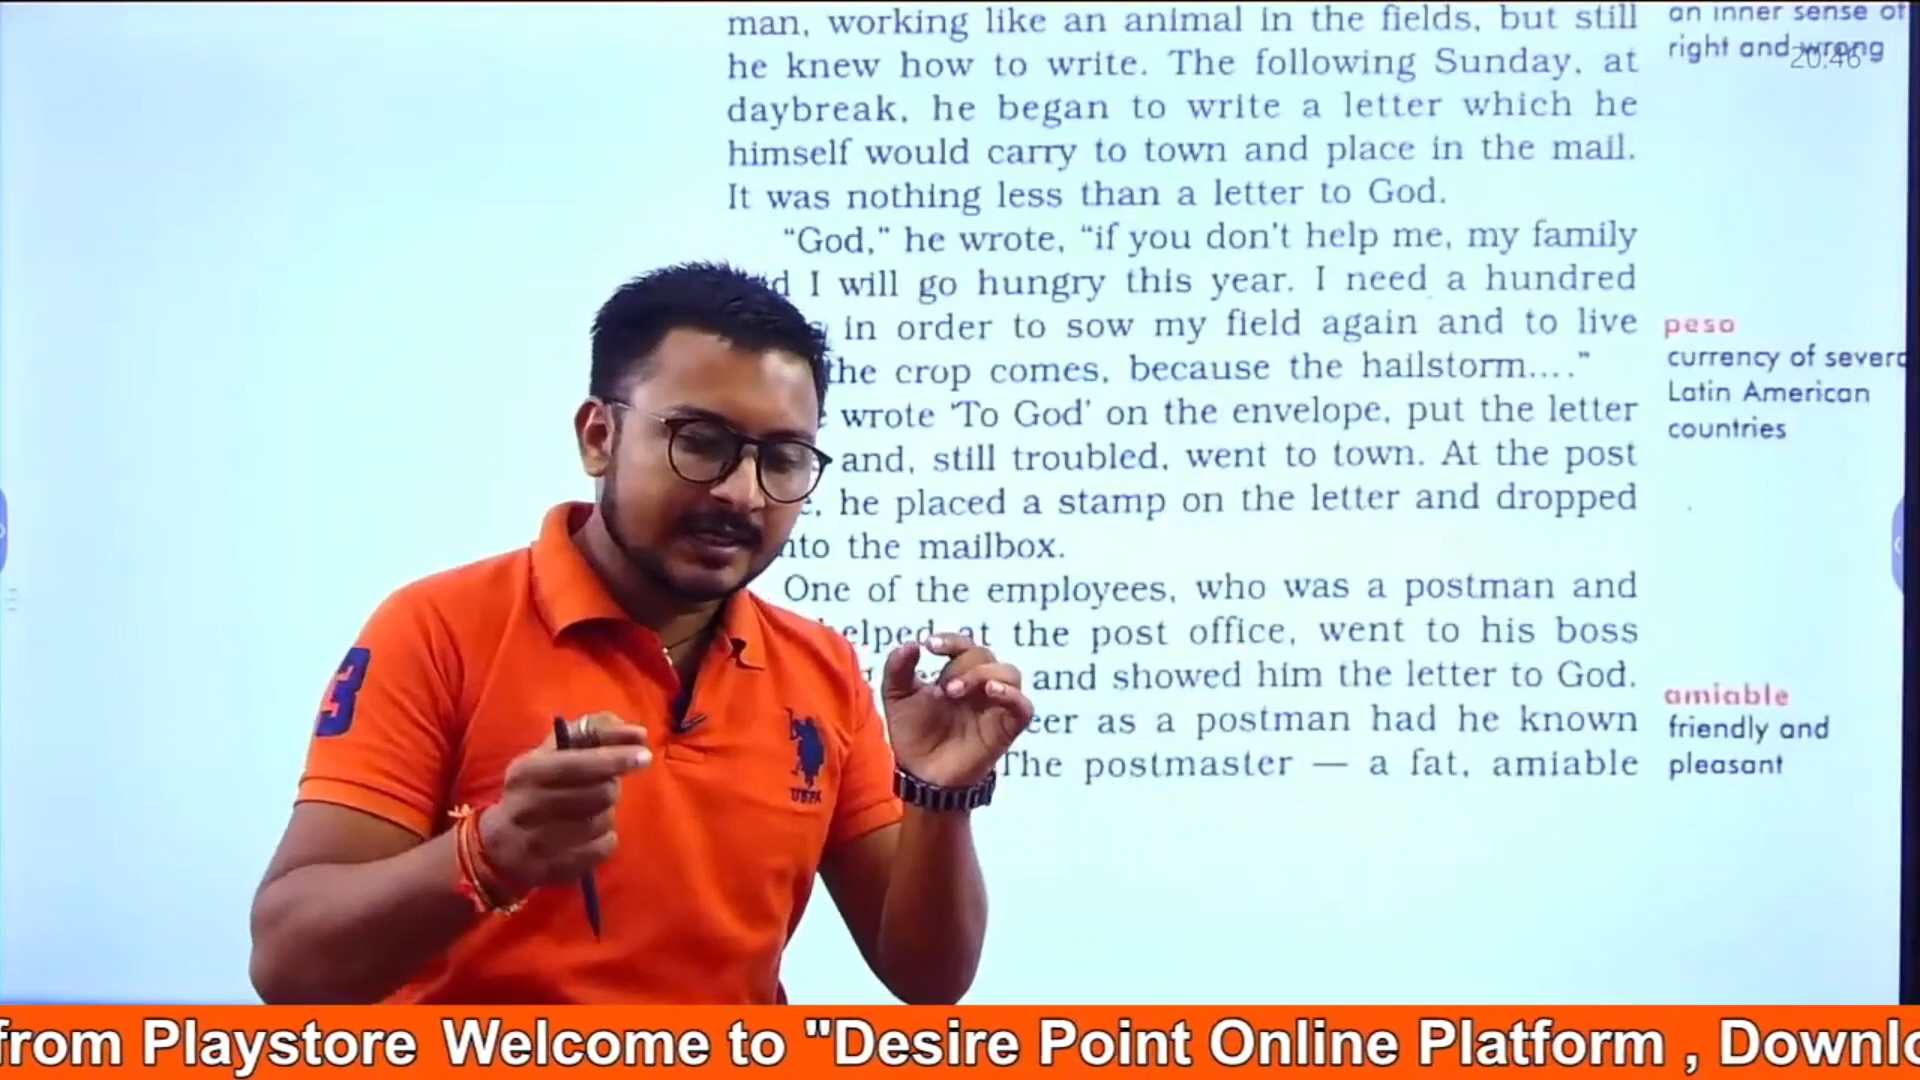 man, working like an animal in the fields, but still
he knew how to write. The following Sunday, at
daybreak, he began to write a letter which he
himself would carry to town and place in the mail.
It was nothing less than a letter to God.
“God,” he wrote, “if you don’t help me, my family
I will go hungry this year. I need a hundred
in order to sow my field again and to live
the crop comes, because the hailstorm....”
wrote ‘To God’ on the envelope, put the letter
and, still troubled, went to town. At the post
he placed a stamp on the letter and dropped
the mailbox.
One of the employees, who was a postman and
at the post office, went to his boss
and showed him the letter to God.
as a postman had he known
The postmaster — a fat, amiable
an inner sense of
right and wrong
20:46
peso
currency of
Latin American
countries
amiable
friendly and
pleasant
3
USPA
from Playstore Welcome to "Desire Point Online Platform ,